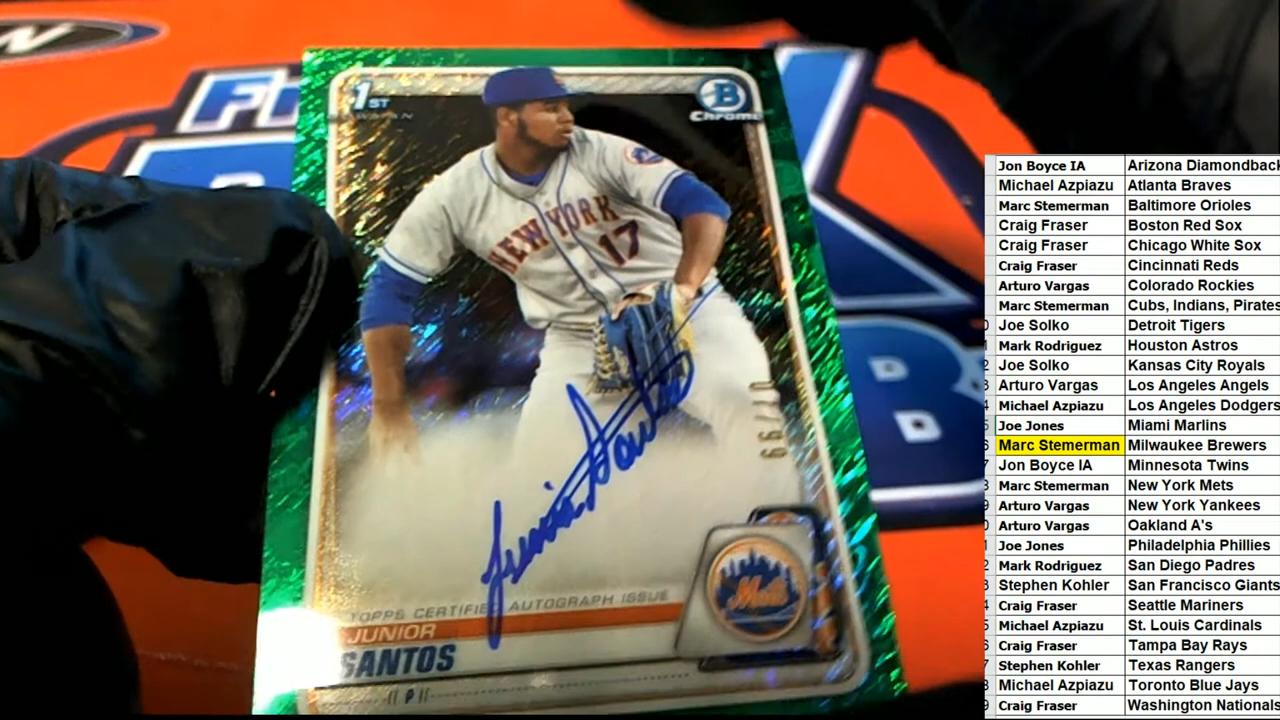 1ST
BOWMAN
B
Chrome
NEW YORK
17
Junior Santos
/99
TOPPS CERTIFIED AUTOGRAPH ISSUE
JUNIOR
SANTOS
P
Mets
Jon Boyce IA Arizona Diamondback
Michael Azpiazu Atlanta Braves
Marc Stemerman Baltimore Orioles
Craig Fraser Boston Red Sox
Craig Fraser Chicago White Sox
Craig Fraser Cincinnati Reds
Arturo Vargas Colorado Rockies
Marc Stemerman Cubs, Indians, Pirates
Joe Solko Detroit Tigers
Mark Rodriguez Houston Astros
Joe Solko Kansas City Royals
Arturo Vargas Los Angeles Angels
Michael Azpiazu Los Angeles Dodgers
Joe Jones Miami Marlins
Marc Stemerman Milwaukee Brewers
Jon Boyce IA Minnesota Twins
Marc Stemerman New York Mets
Arturo Vargas New York Yankees
Arturo Vargas Oakland A's
Joe Jones Philadelphia Phillies
Mark Rodriguez San Diego Padres
Stephen Kohler San Francisco Giants
Craig Fraser Seattle Mariners
Michael Azpiazu St. Louis Cardinals
Craig Fraser Tampa Bay Rays
Stephen Kohler Texas Rangers
Michael Azpiazu Toronto Blue Jays
Craig Fraser Washington Nationals